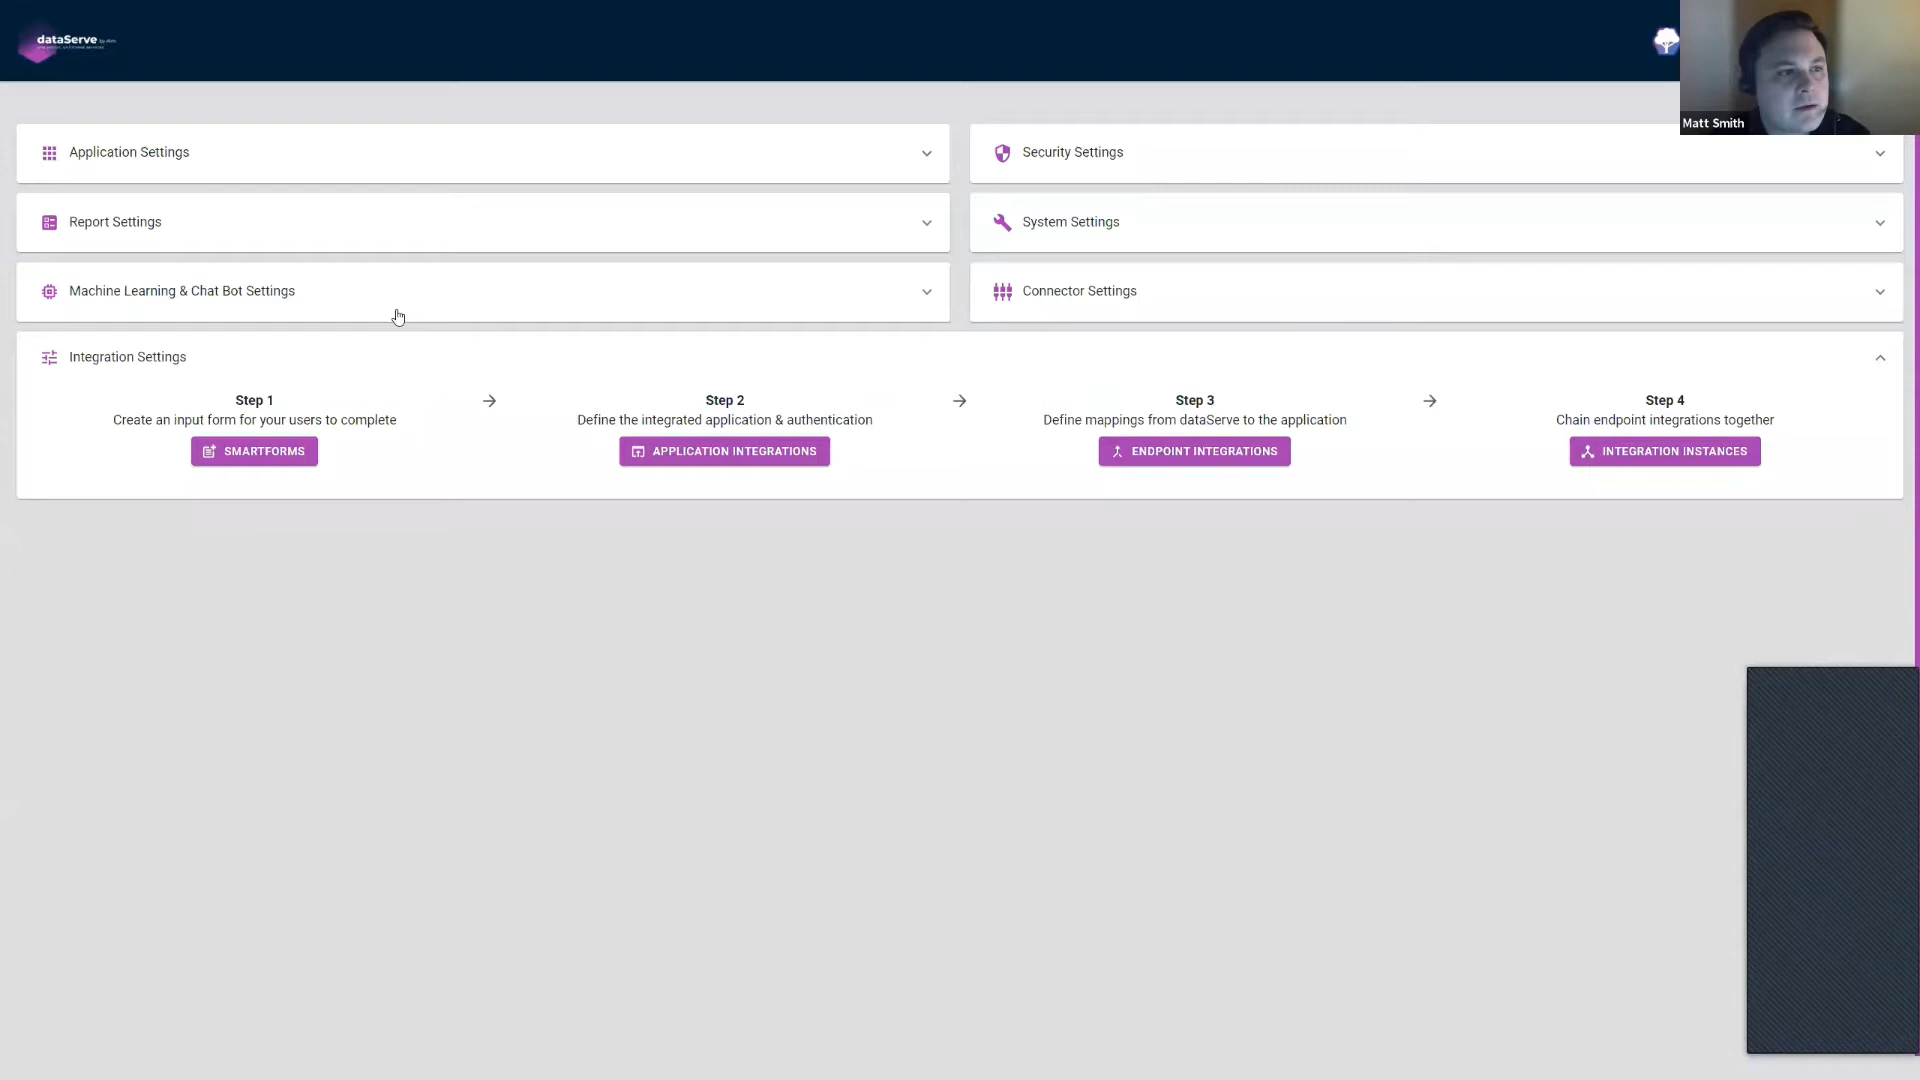 dataServe
Matt Smith
Application Settings
Security Settings
Report Settings
System Settings
Machine Learning & Chat Bot Settings
Connector Settings
Integration Settings
Step 1
Create an input form for your users to complete
SMARTFORMS
Step 2
Define the integrated application & authentication
APPLICATION INTEGRATIONS
Step 3
Define mappings from dataServe to the application
ENDPOINT INTEGRATIONS
Step 4
Chain endpoint integrations together
INTEGRATION INSTANCES